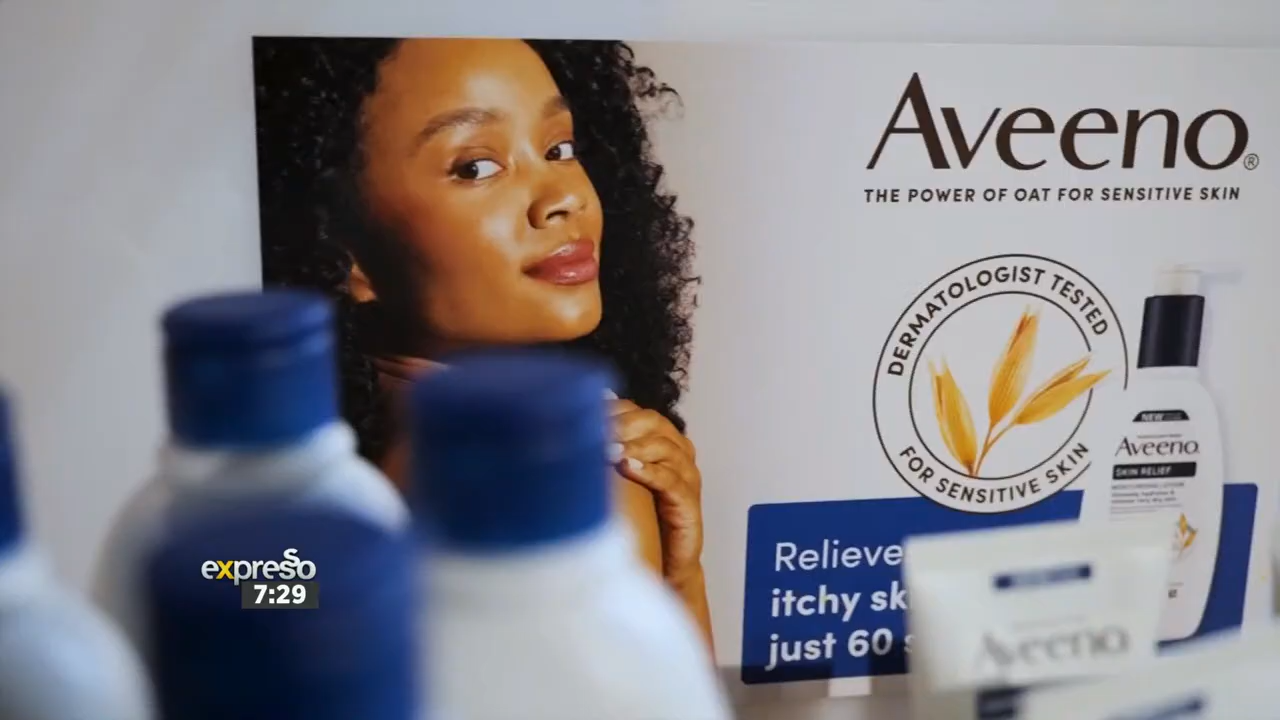 Aveeno®
THE POWER OF OAT FOR SENSITIVE SKIN
DERMATOLOGIST TESTED
FOR SENSITIVE SKIN
NEW
Aveeno
SKIN RELIEF
Relieve
itchy sk
just 60 s
Aveeno
expresso
7:29